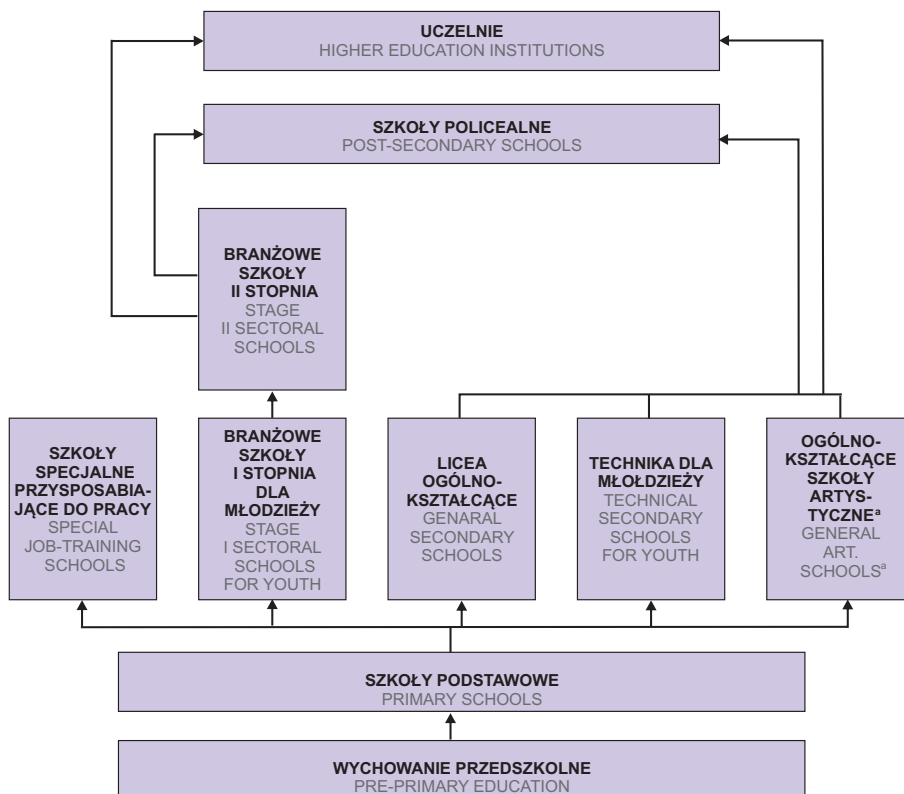 UCZELNIE
HIGHER EDUCATION INSTITUTIONS
SZKOŁY POLICEALNE
POST-SECONDARY SCHOOLS
BRANŻOWE
SZKOŁY
II STOPNIA
STAGE
II SECTORAL
SCHOOLS
SZKOŁY
SPECJALNE
PRZYSPOSABIA-
JĄCE DO PRACY
SPECIAL
JOB-TRAINING
SCHOOLS
BRANŻOWE
SZKOŁY
I STOPNIA
DLA
MŁODZIEŻY
STAGE
I SECTORAL
SCHOOLS
FOR YOUTH
LICEA
OGÓLNO-
KSZTAŁCĄCE
GENARAL
SECONDARY
SCHOOLS
TECHNIKA DLA
MŁOŁDZIEŻY
TECHNICAL
SECONDARY
SCHOOLS
FOR YOUTH
OGÓLNO-
KSZTAŁCĄCE
SZKOŁY
ARTYS-
TYCZNEᵃ
GENERAL
ART.
SCHOOLSᵃ
SZKOŁY PODSTAWOWE
PRIMARY SCHOOLS
WYCHOWANIE PRZEDSZKOLNE
PRE-PRIMARY EDUCATION